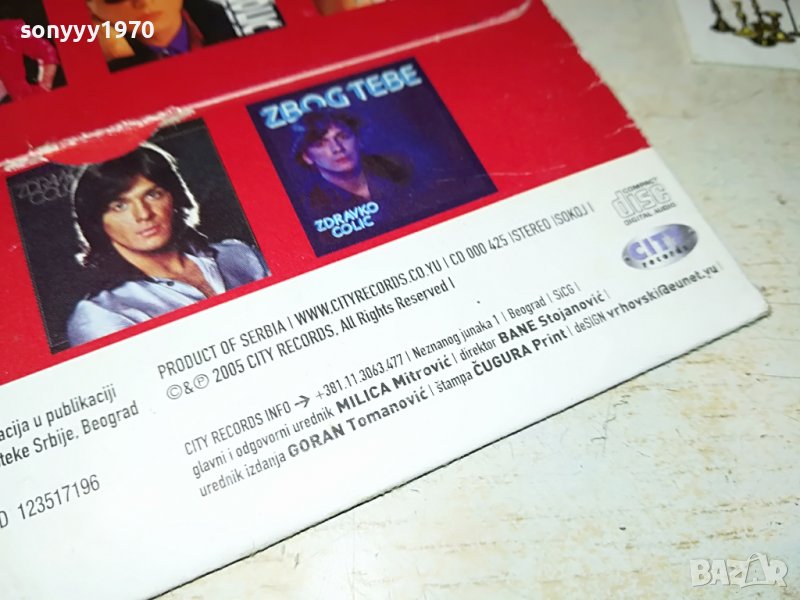 sonyyy1970
ZBOG TEBE
ZDRAVKO
COLIC
ZDRAVKO
COLIC
COMPACT
disc
DIGITAL AUDIO
CITY
records
PRODUCT OF SERBIA | WWW.CITYRECORDS.CO.YU | CD 000 425 |STEREO |SOKOJ |
©&℗ 2005 CITY RECORDS. All Rights Reserved |
CITY RECORDS INFO → +381.11.3063.477 | Neznanog junaka 1 | Beograd | SiCG |
glavni i odgovorni urednik MILICA Mitrović | direktor BANE Stojanović |
urednik izdanja GORAN Tomanović | štampa ČUGURA Print | deSIGN vrhovski@eunet.yu |
acija u publikaciji
teke Srbije, Beograd
D 123517196
BAZAR